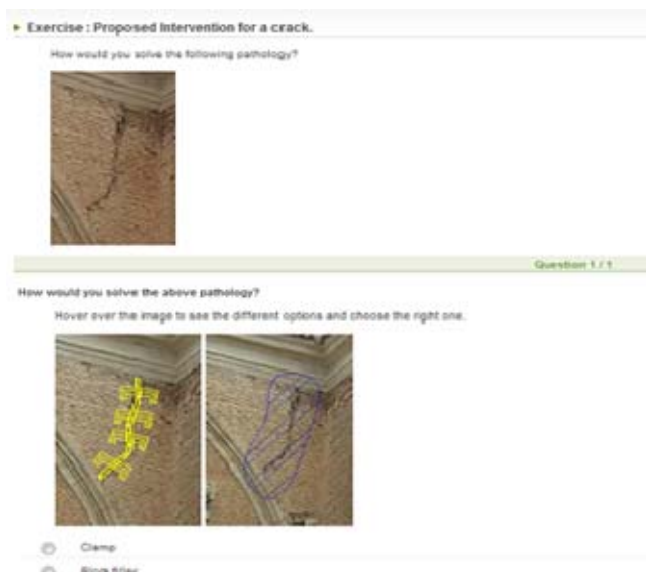 Exercise : Proposed Intervention for a crack.
How would you solve the following pathology?
Question 1 / 1
How would you solve the above pathology?
Hover over the image to see the different options and choose the right one.
Clamp